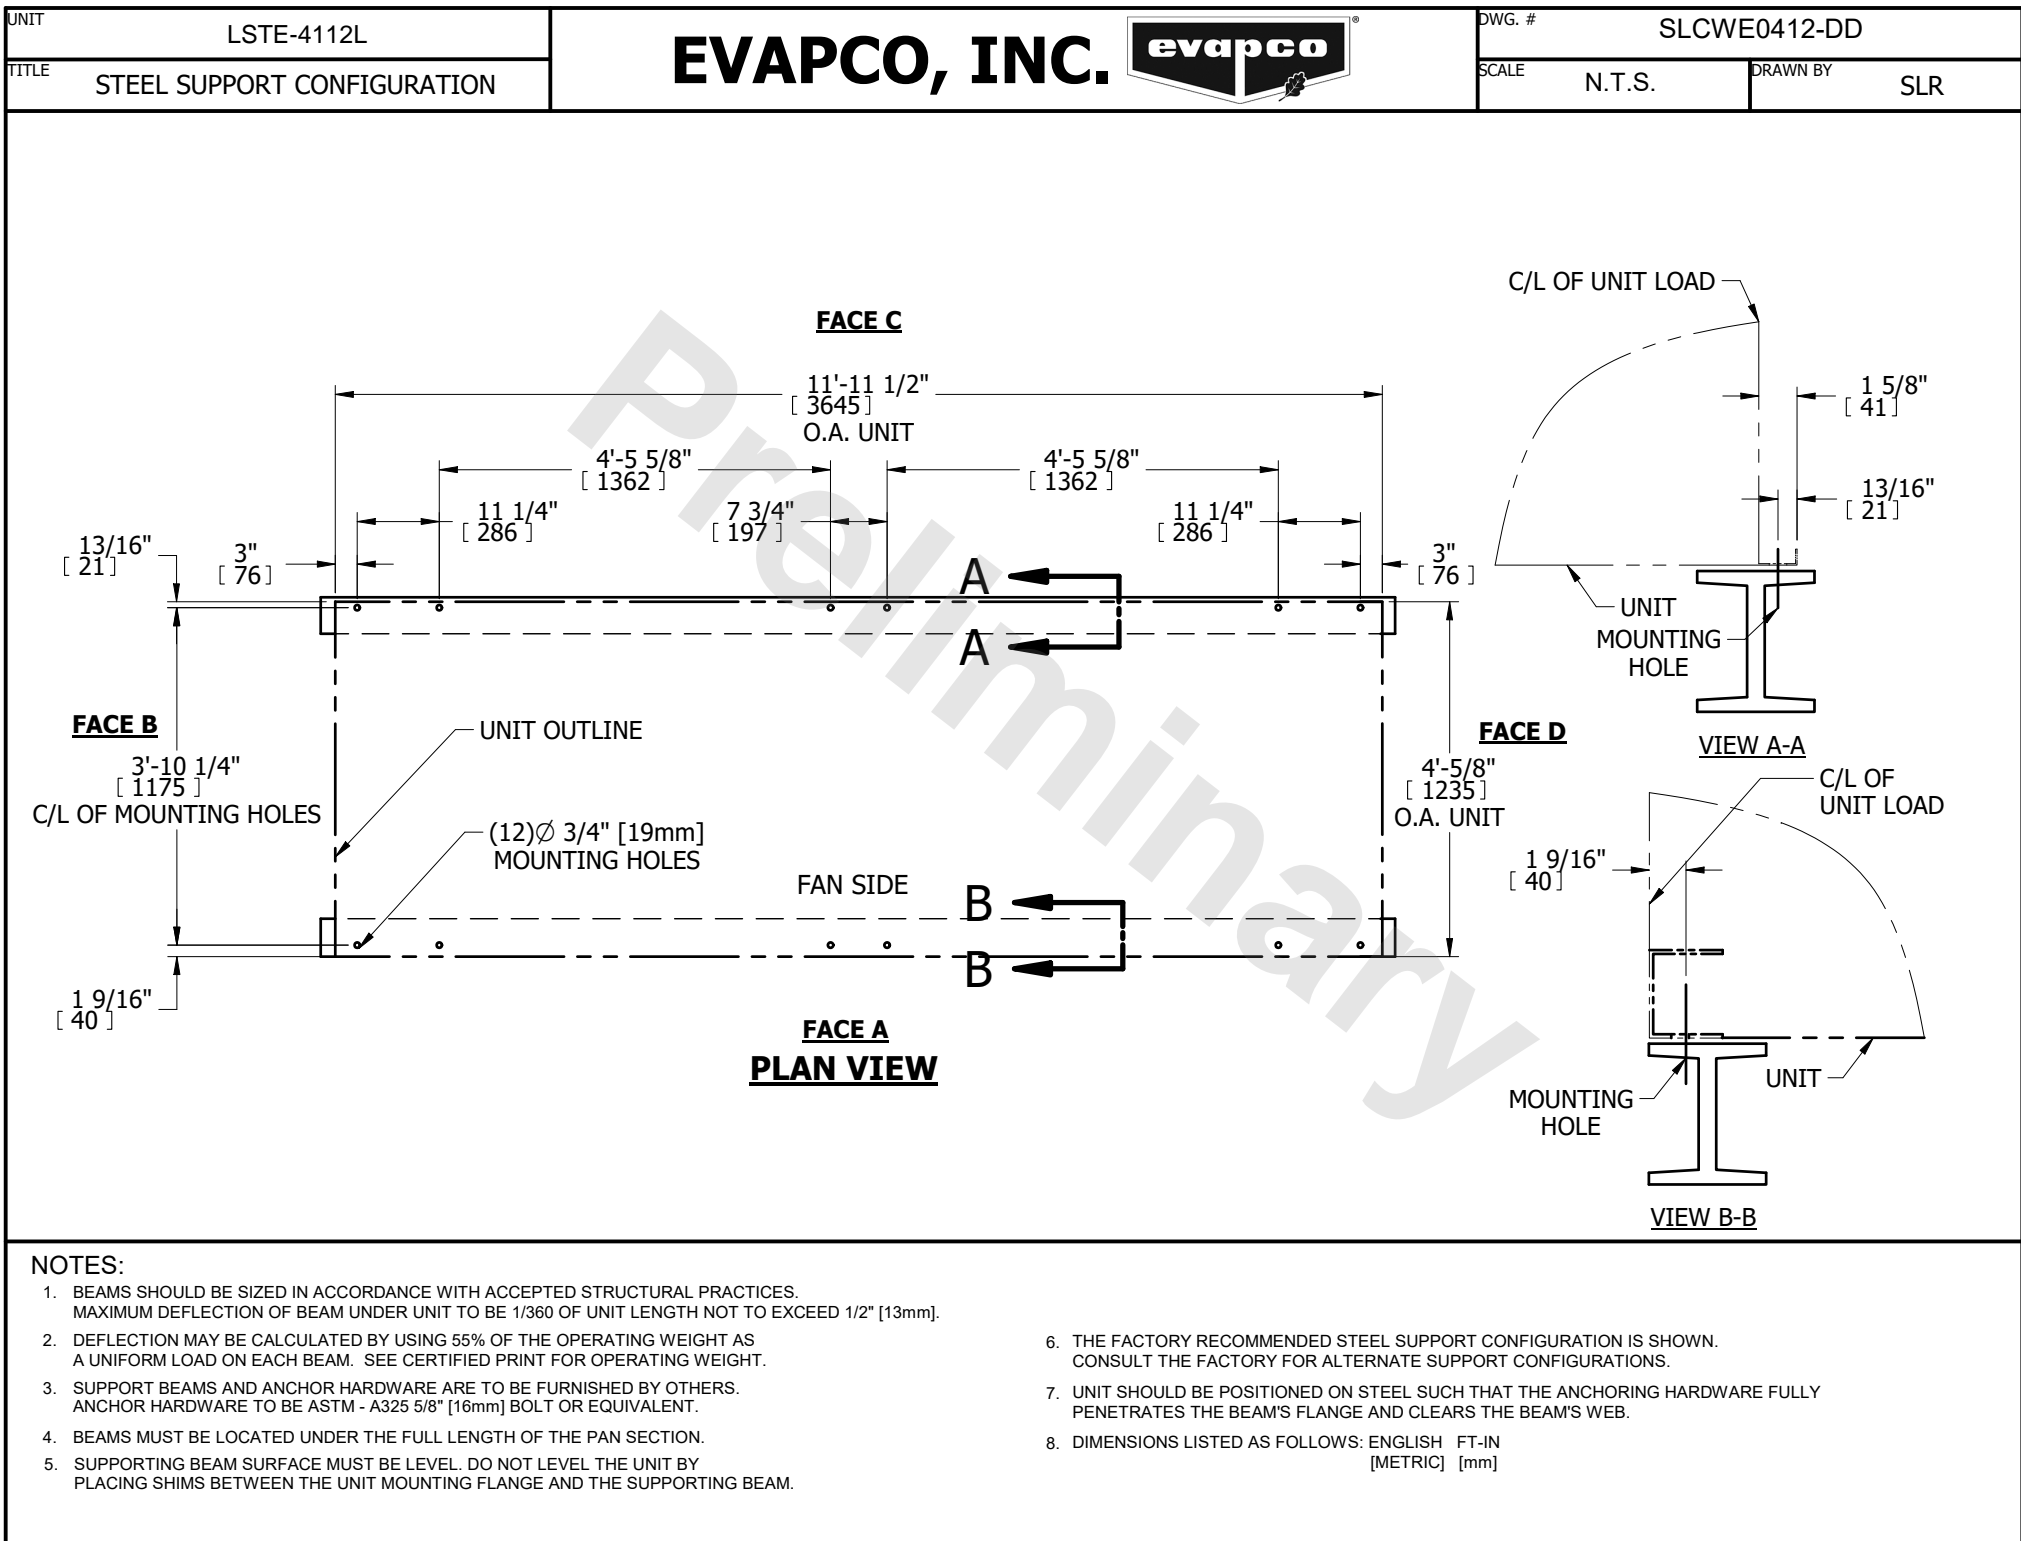 UNIT
LSTE-4112L
TITLE
STEEL SUPPORT CONFIGURATION
EVAPCO, INC.
evapco
®
DWG. #
SLCWE0412-DD
SCALE
N.T.S.
DRAWN BY
SLR
Preliminary
FACE C
11'-11 1/2"
[ 3645 ]
O.A. UNIT
4'-5 5/8"
[ 1362 ]
4'-5 5/8"
[ 1362 ]
11 1/4"
[ 286 ]
7 3/4"
[ 197 ]
11 1/4"
[ 286 ]
13/16"
[ 21 ]
3"
[ 76 ]
3"
[ 76 ]
A
A
FACE B
3'-10 1/4"
[ 1175 ]
C/L OF MOUNTING HOLES
UNIT OUTLINE
(12)∅ 3/4" [19mm]
MOUNTING HOLES
FAN SIDE
B
B
FACE D
4'-5/8"
[ 1235 ]
O.A. UNIT
1 9/16"
[ 40 ]
FACE A
PLAN VIEW
C/L OF UNIT LOAD
1 5/8"
[ 41 ]
13/16"
[ 21 ]
UNIT
MOUNTING
HOLE
VIEW A-A
C/L OF
UNIT LOAD
1 9/16"
[ 40 ]
UNIT
MOUNTING
HOLE
VIEW B-B
NOTES:
1. BEAMS SHOULD BE SIZED IN ACCORDANCE WITH ACCEPTED STRUCTURAL PRACTICES.
MAXIMUM DEFLECTION OF BEAM UNDER UNIT TO BE 1/360 OF UNIT LENGTH NOT TO EXCEED 1/2" [13mm].
2. DEFLECTION MAY BE CALCULATED BY USING 55% OF THE OPERATING WEIGHT AS
A UNIFORM LOAD ON EACH BEAM. SEE CERTIFIED PRINT FOR OPERATING WEIGHT.
3. SUPPORT BEAMS AND ANCHOR HARDWARE ARE TO BE FURNISHED BY OTHERS.
ANCHOR HARDWARE TO BE ASTM - A325 5/8" [16mm] BOLT OR EQUIVALENT.
4. BEAMS MUST BE LOCATED UNDER THE FULL LENGTH OF THE PAN SECTION.
5. SUPPORTING BEAM SURFACE MUST BE LEVEL. DO NOT LEVEL THE UNIT BY
PLACING SHIMS BETWEEN THE UNIT MOUNTING FLANGE AND THE SUPPORTING BEAM.
6. THE FACTORY RECOMMENDED STEEL SUPPORT CONFIGURATION IS SHOWN.
CONSULT THE FACTORY FOR ALTERNATE SUPPORT CONFIGURATIONS.
7. UNIT SHOULD BE POSITIONED ON STEEL SUCH THAT THE ANCHORING HARDWARE FULLY
PENETRATES THE BEAM'S FLANGE AND CLEARS THE BEAM'S WEB.
8. DIMENSIONS LISTED AS FOLLOWS: ENGLISH FT-IN
[METRIC] [mm]